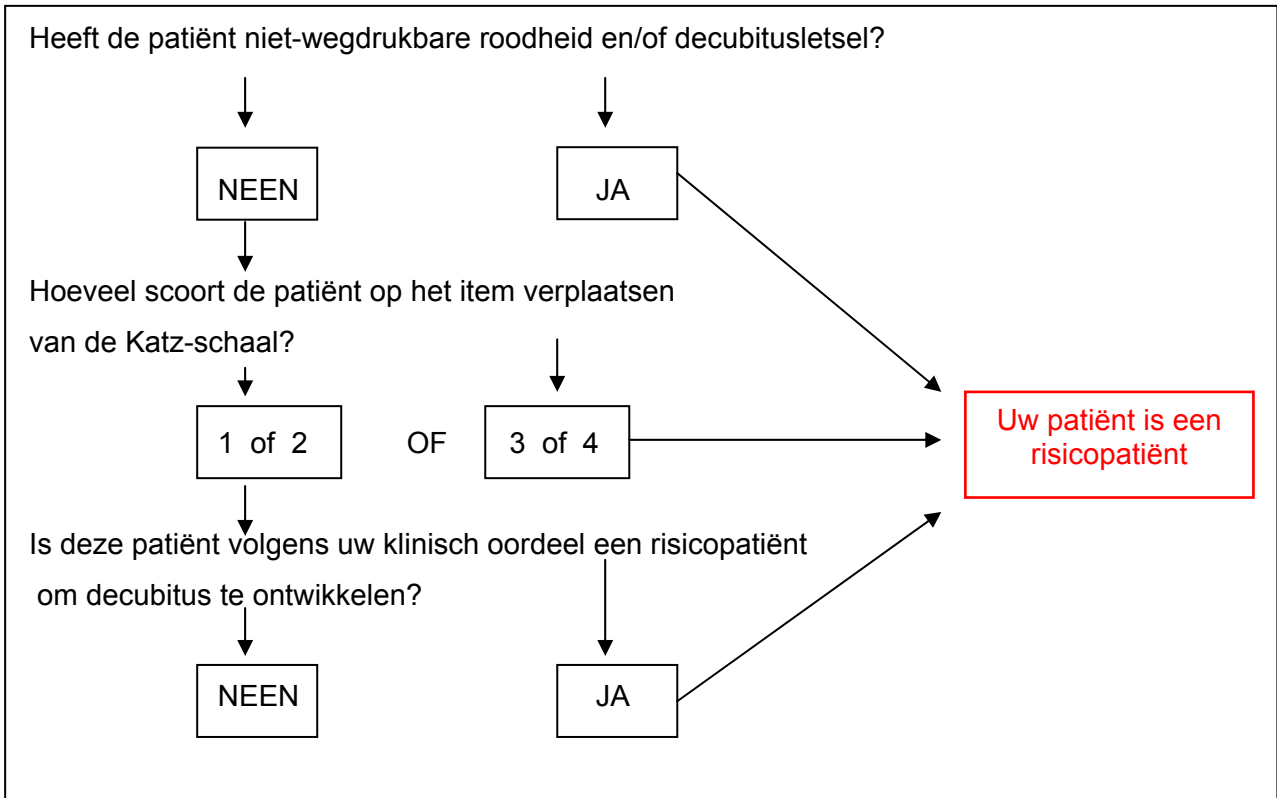 Heeft de patiënt niet-wegdrukbare roodheid en/of decubitusletsel?
NEEN
JA
Hoeveel scoort de patiënt op het item verplaatsen
van de Katz-schaal?
1 of 2
OF
3 of 4
Uw patiënt is een
risicopatiënt
Is deze patiënt volgens uw klinisch oordeel een risicopatiënt
om decubitus te ontwikkelen?
NEEN
JA